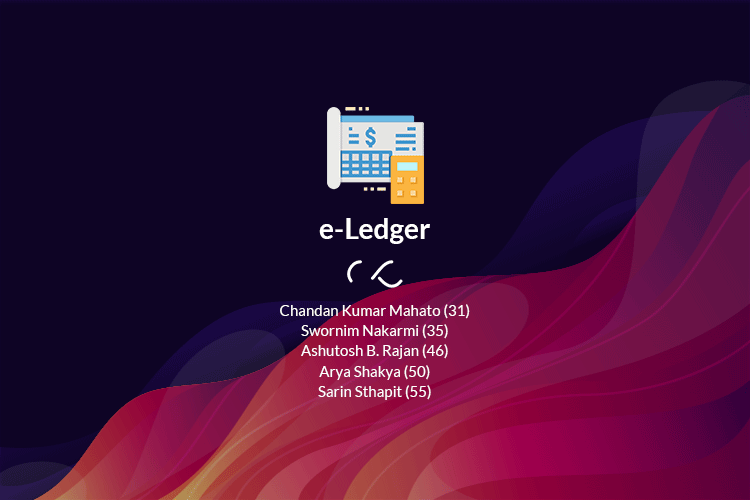 e-Ledger
Chandan Kumar Mahato (31)
Swornim Nakarmi (35)
Ashutosh B. Rajan (46)
Arya Shakya (50)
Sarin Sthapit (55)